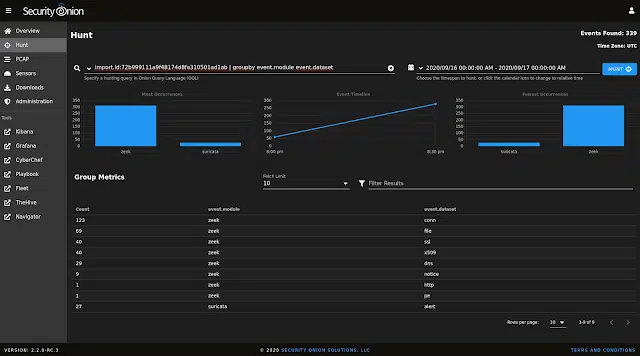 Security Onion
Overview
Hunt
PCAP
Sensors
Downloads
Administration
Tools
Kibana
Grafana
CyberChef
Playbook
Fleet
TheHive
Navigator
Hunt
Events Found: 339
Time Zone: UTC
import.id:72b999111a9f48174d8fa310501ad1ab | groupby event.module event.dataset
Specify a hunting query in Onion Query Language (OQL)
2020/09/16 00:00:00 AM - 2020/09/17 00:00:00 AM
Choose the timespan to hunt, or click the calendar icon to change to relative time
HUNT
Most Occurrences
350
300
250
200
150
100
50
0
zeek
suricata
Event Timeline
300
250
200
150
100
50
0
8:00 pm
8:30 pm
Fewest Occurrences
350
300
250
200
150
100
50
0
suricata
zeek
Group Metrics
Fetch Limit
10
Filter Results
Count event.module event.dataset
123 zeek conn
69 zeek file
40 zeek ssl
40 zeek x509
29 zeek dns
9 zeek notice
1 zeek http
1 zeek pe
27 suricata alert
Rows per page: 10 1-9 of 9
VERSION: 2.2.0-RC.3
© 2020 SECURITY ONION SOLUTIONS, LLC
TERMS AND CONDITIONS